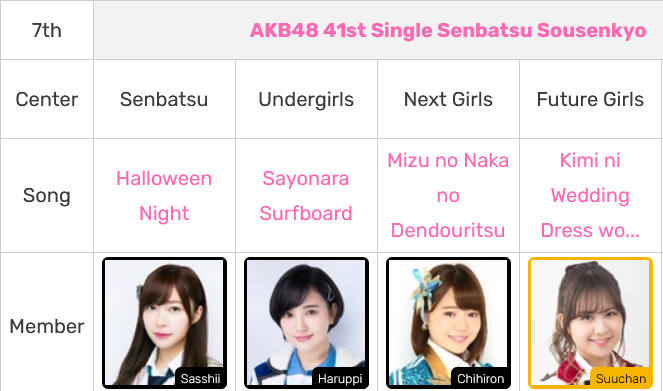 7th
AKB48 41st Single Senbatsu Sousenkyo
Center
Senbatsu
Undergirls
Next Girls
Future Girls
Song
Halloween
Night
Sayonara
Surfboard
Mizu no Naka
no
Dendouritsu
Kimi ni
Wedding
Dress wo...
Member
Sasshii
Haruppi
Chihiron
Suuchan